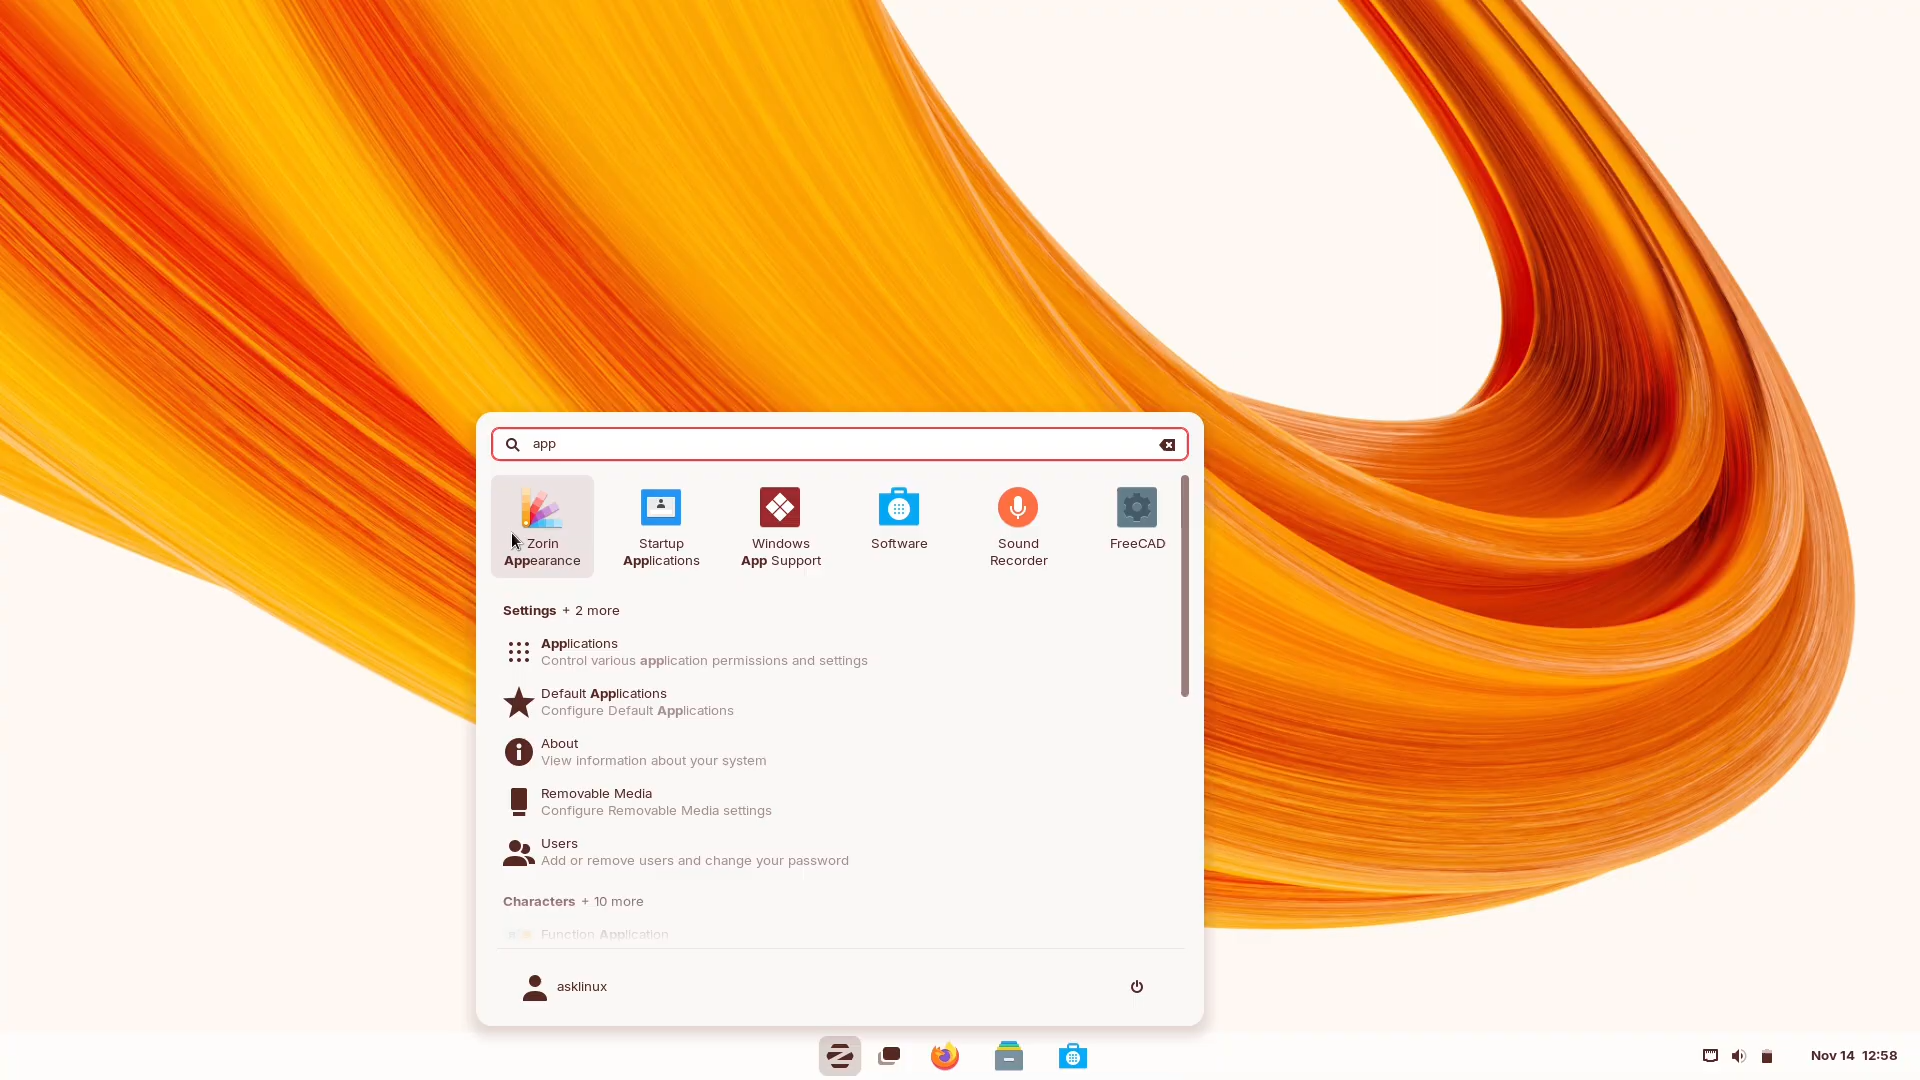 app
Zorin
Appearance
Startup
Applications
Windows
App Support
Software
Sound
Recorder
FreeCAD
Settings + 2 more
Applications
Control various application permissions and settings
Default Applications
Configure Default Applications
About
View information about your system
Removable Media
Configure Removable Media settings
Users
Add or remove users and change your password
Characters + 10 more
Function Application
asklinux
Nov 14 12:58